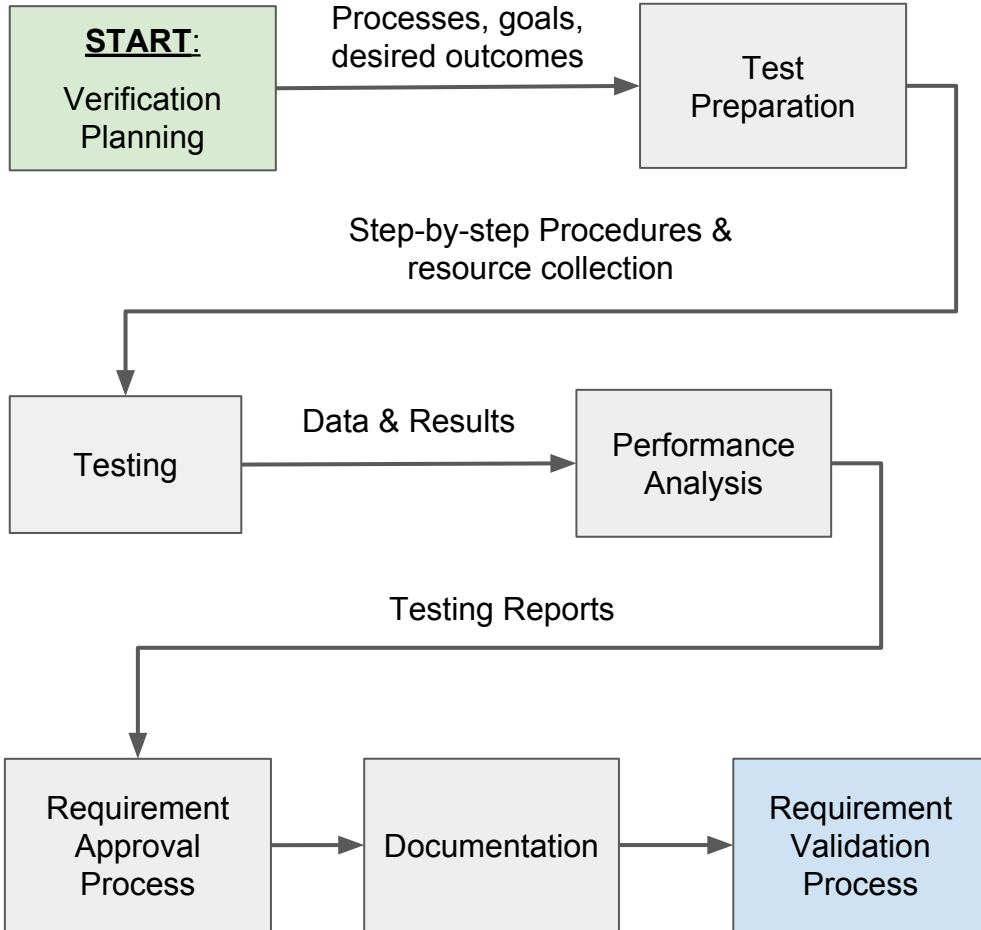 START:
Verification
Planning
Processes, goals,
desired outcomes
Test
Preparation
Step-by-step Procedures &
resource collection
Testing
Data & Results
Performance
Analysis
Testing Reports
Requirement
Approval
Process
Documentation
Requirement
Validation
Process